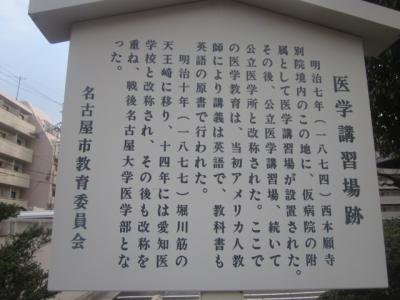 医学講習場跡
明治七年(一八七四)西本願寺
別院境内のこの地に、仮病院の附
属として医学講習場が設置された。
その後、公立医学講習場、続いて
公立医学所と改称された。ここで
の医学教育は、当初アメリカ人教
師により講義は英語で、教科書も
英語の原書で行われた。
明治十年(一八七七)堀川筋の
天王崎に移り、十四年には愛知医
学校と改称され、その後も改称を
重ね、戦後名古屋大学医学部とな
った。
名古屋市教育委員会